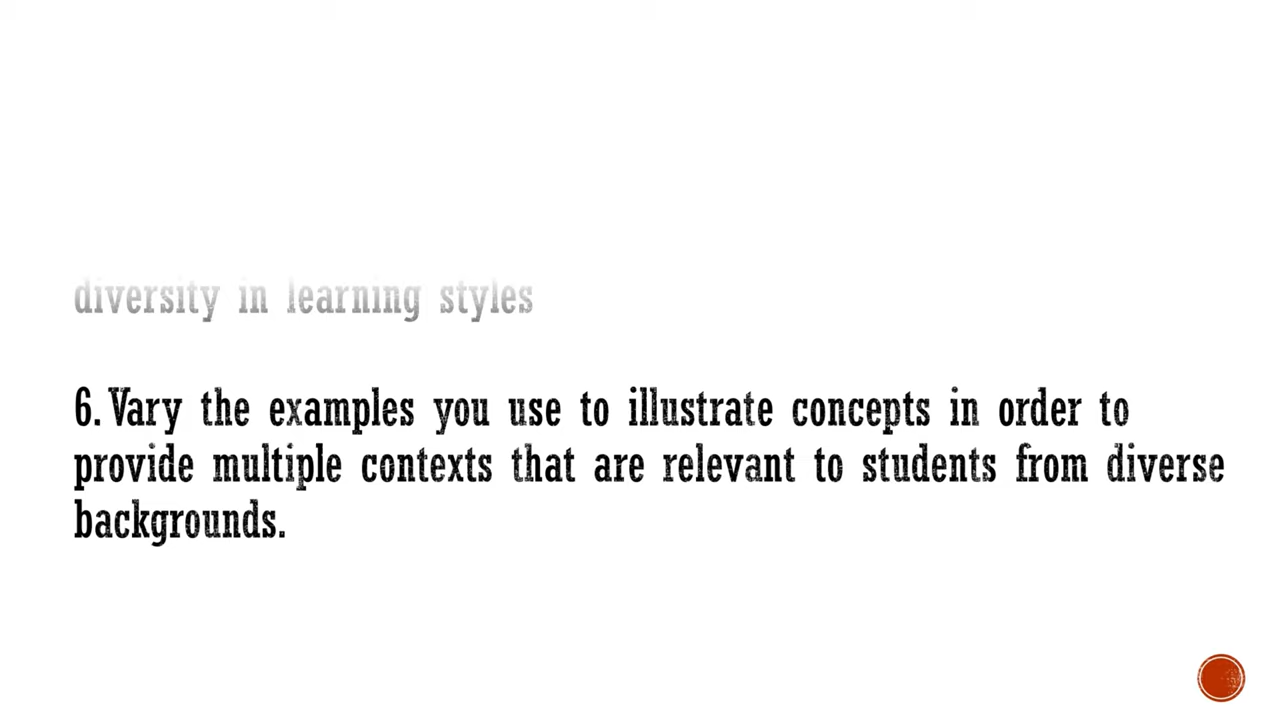 diversity in learning styles
6. Vary the examples you use to illustrate concepts in order to
provide multiple contexts that are relevant to students from diverse
backgrounds.